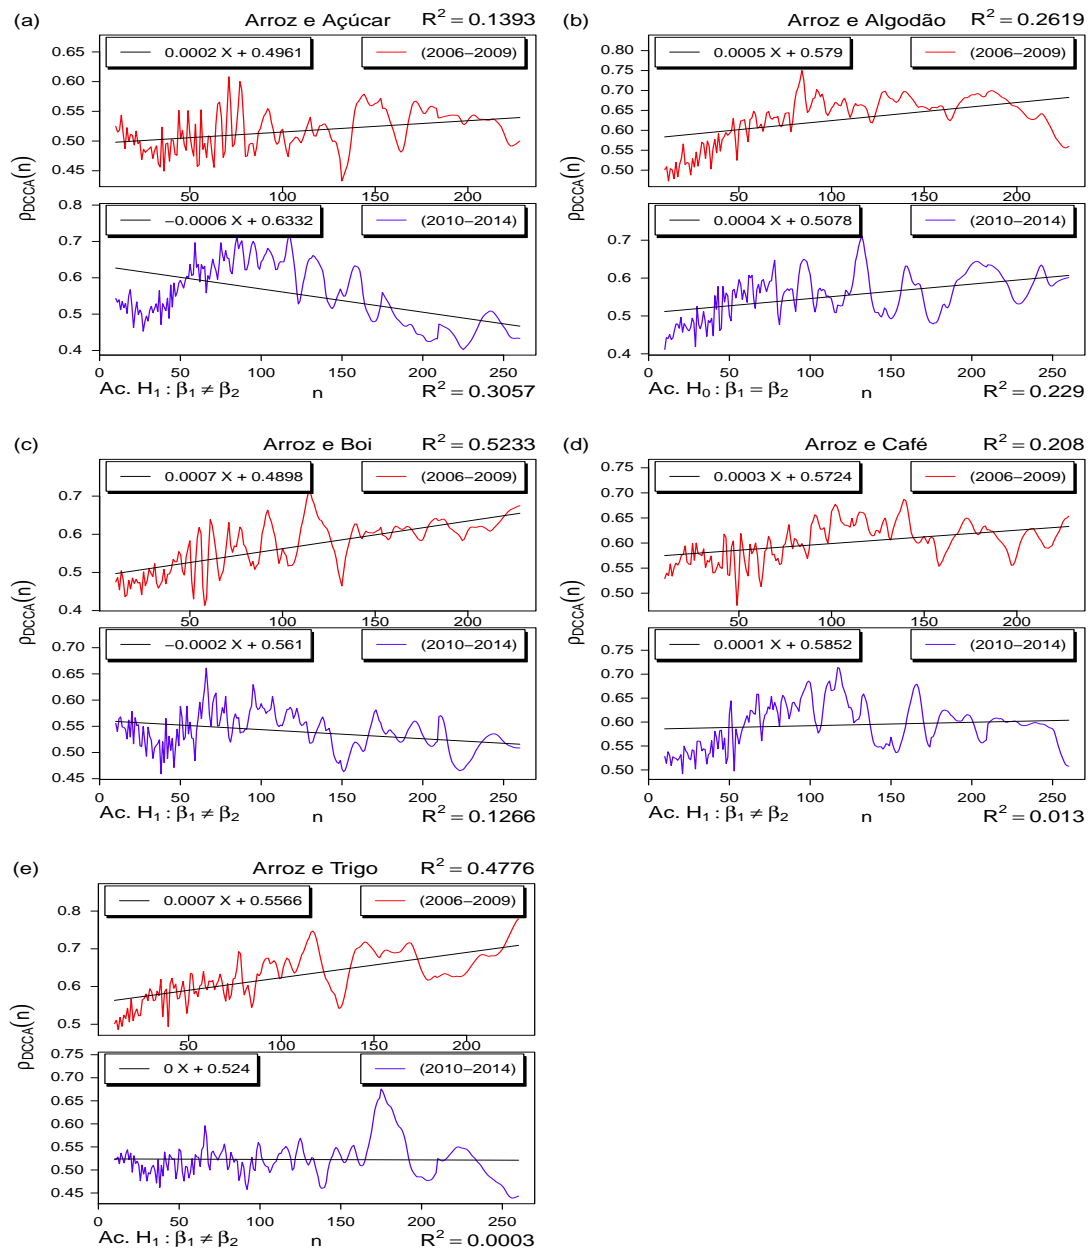 (a) Arroz e Açúcar R² = 0.1393
0.0002 X + 0.4961 (2006−2009)
0.65
0.60
0.55
0.50
0.45
50 100 150 200
ρDCCA(n)
−0.0006 X + 0.6332 (2010−2014)
0.8
0.7
0.6
0.5
0.4
0 50 100 150 200 250
Ac. H₁ : β₁ ≠ β₂ n R² = 0.3057
(b) Arroz e Algodão R² = 0.2619
0.0005 X + 0.579 (2006−2009)
0.80
0.75
0.70
0.65
0.60
0.55
0.50
50 100 150 200
ρDCCA(n)
0.0004 X + 0.5078 (2010−2014)
0.7
0.6
0.5
0.4
0 50 100 150 200 250
Ac. H₀ : β₁ = β₂ n R² = 0.229
(c) Arroz e Boi R² = 0.5233
0.0007 X + 0.4898 (2006−2009)
0.7
0.6
0.5
0.4
50 100 150 200
ρDCCA(n)
−0.0002 X + 0.561 (2010−2014)
0.70
0.65
0.60
0.55
0.50
0.45
0 50 100 150 200 250
Ac. H₁ : β₁ ≠ β₂ n R² = 0.1266
(d) Arroz e Café R² = 0.208
0.0003 X + 0.5724 (2006−2009)
0.75
0.70
0.65
0.60
0.55
0.50
50 100 150 200
ρDCCA(n)
0.0001 X + 0.5852 (2010−2014)
0.75
0.70
0.65
0.60
0.55
0.50
0 50 100 150 200 250
Ac. H₁ : β₁ ≠ β₂ n R² = 0.013
(e) Arroz e Trigo R² = 0.4776
0.0007 X + 0.5566 (2006−2009)
0.8
0.7
0.6
0.5
50 100 150 200
ρDCCA(n)
0 X + 0.524 (2010−2014)
0.75
0.70
0.65
0.60
0.55
0.50
0.45
0 50 100 150 200 250
Ac. H₁ : β₁ ≠ β₂ n R² = 0.0003